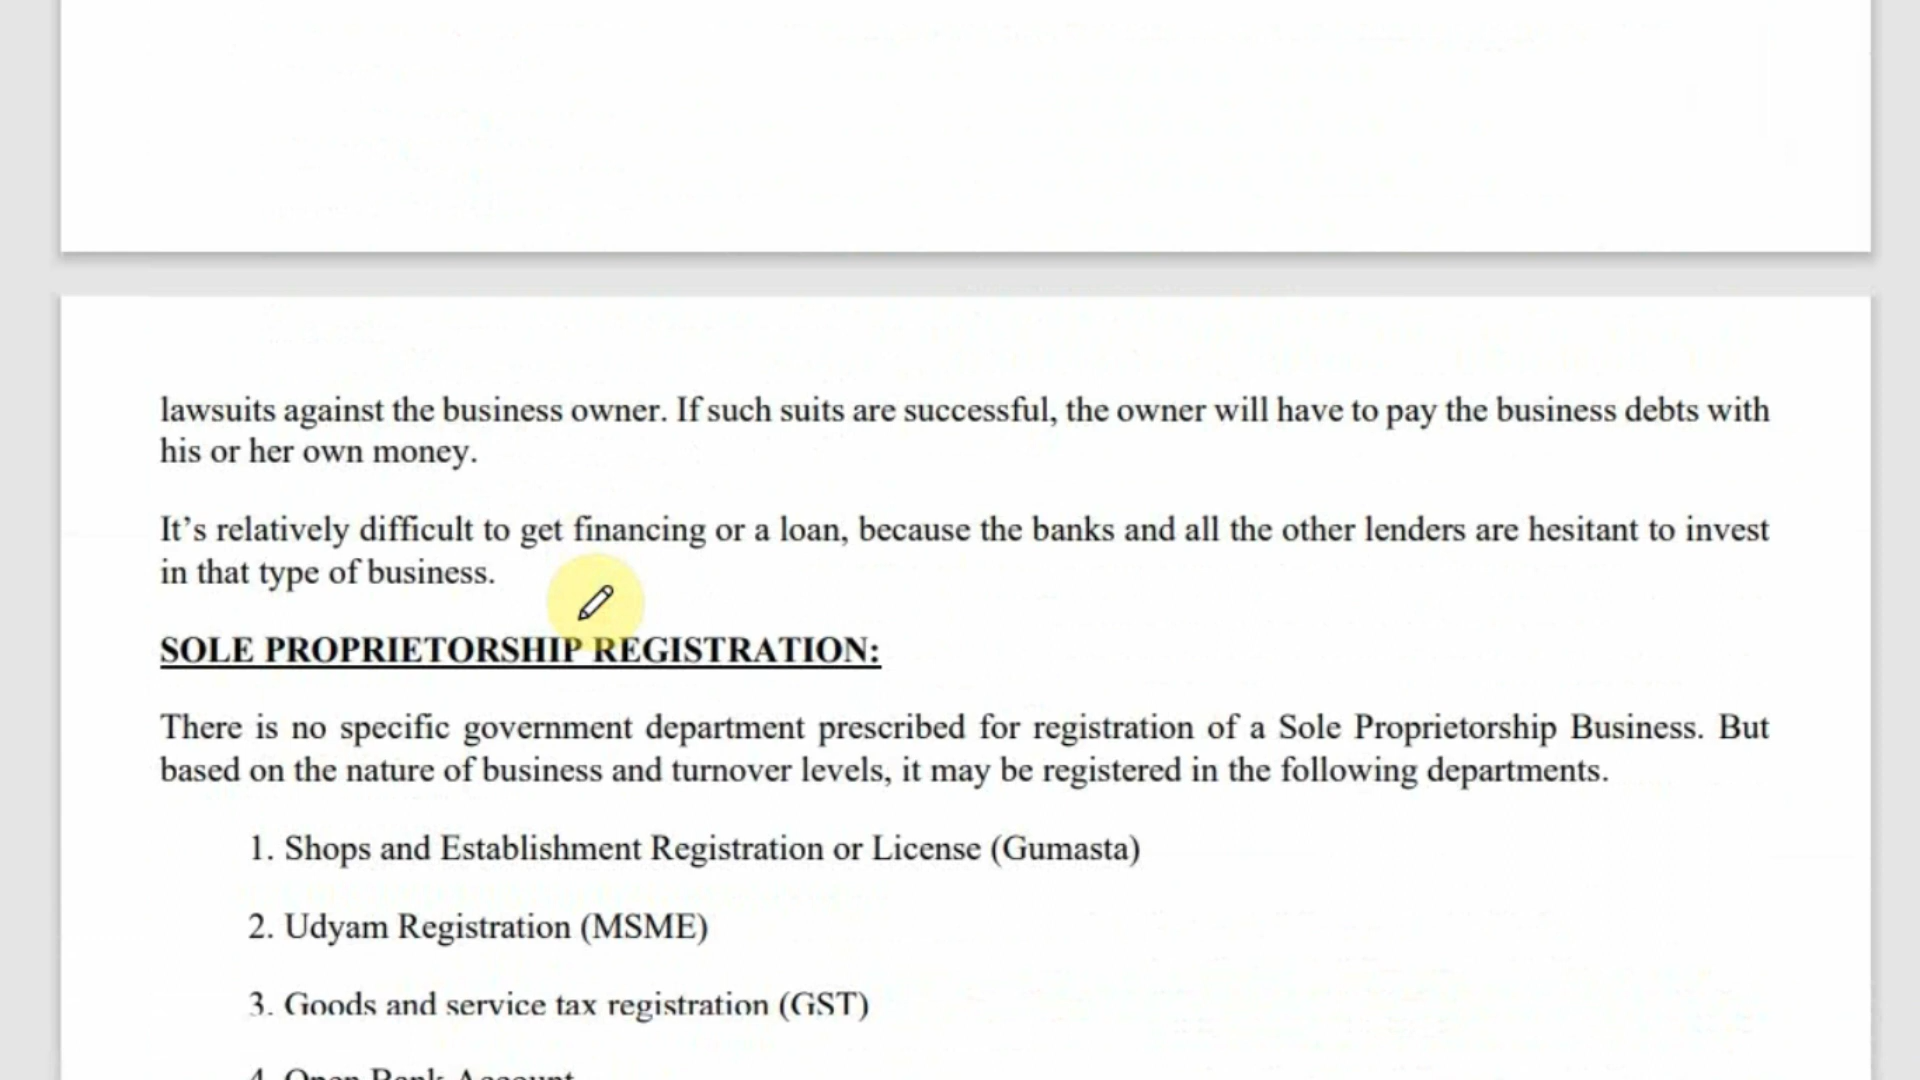 lawsuits against the business owner. If such suits are successful, the owner will have to pay the business debts with
his or her own money.
It’s relatively difficult to get financing or a loan, because the banks and all the other lenders are hesitant to invest
in that type of business.
SOLE PROPRIETORSHIP REGISTRATION:
There is no specific government department prescribed for registration of a Sole Proprietorship Business. But
based on the nature of business and turnover levels, it may be registered in the following departments.
1. Shops and Establishment Registration or License (Gumasta)
2. Udyam Registration (MSME)
3. Goods and service tax registration (GST)
4. Open Bank Account